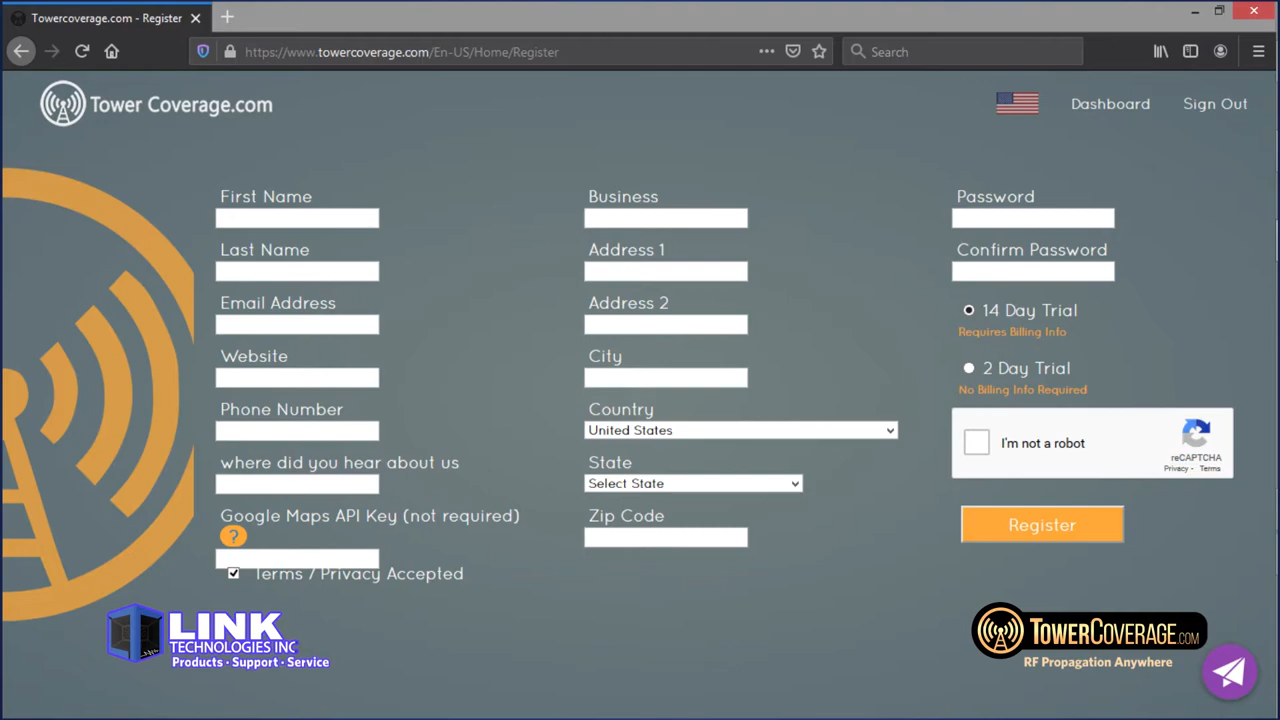 Towercoverage.com - Register
https://www.towercoverage.com/En-US/Home/Register
Search
Tower Coverage.com
Dashboard
Sign Out
First Name
Last Name
Email Address
Website
Phone Number
where did you hear about us
Google Maps API Key (not required)
?
Terms / Privacy Accepted
Business
Address 1
Address 2
City
Country
United States
State
Select State
Zip Code
Password
Confirm Password
14 Day Trial
Requires Billing Info
2 Day Trial
No Billing Info Required
I'm not a robot
reCAPTCHA
Privacy - Terms
Register
LINK
TECHNOLOGIES INC
Products · Support · Service
TOWERCOVERAGE.COM
RF Propagation Anywhere